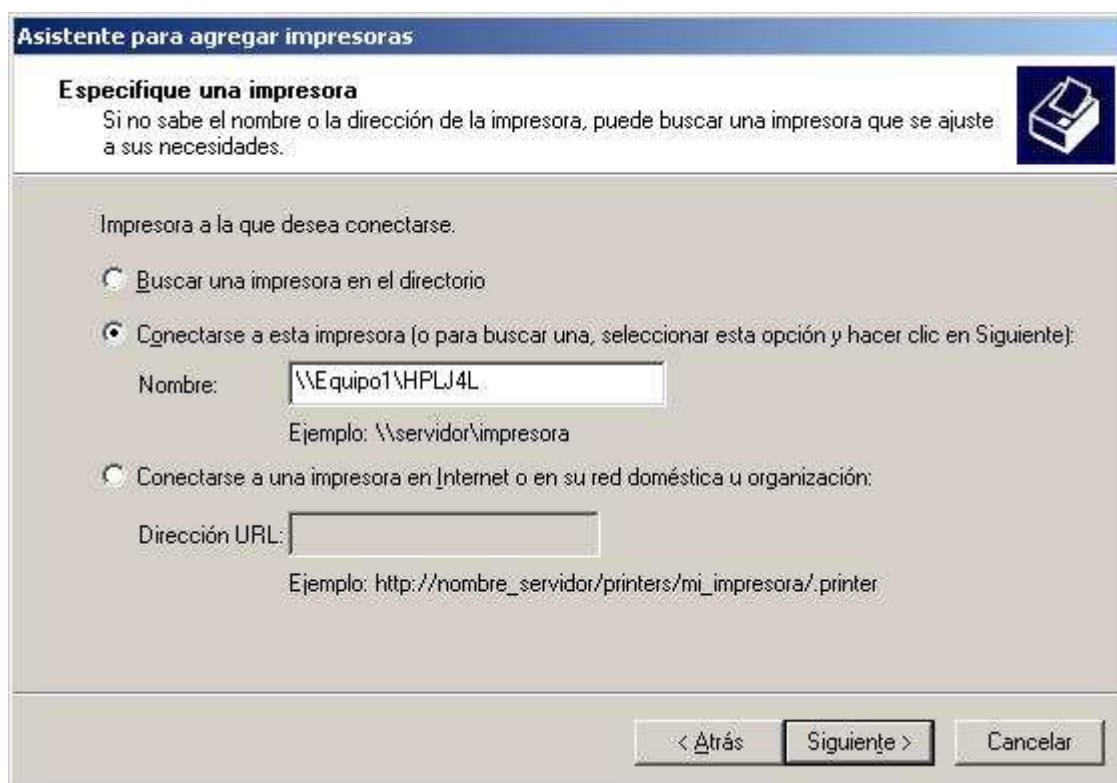 Asistente para agregar impresoras
Especifique una impresora
Si no sabe el nombre o la dirección de la impresora, puede buscar una impresora que se ajuste
a sus necesidades.
Impresora a la que desea conectarse.
Buscar una impresora en el directorio
Conectarse a esta impresora (o para buscar una, seleccionar esta opción y hacer clic en Siguiente):
Nombre: \\Equipo1\HPLJ4L
Ejemplo: \\servidor\impresora
Conectarse a una impresora en Internet o en su red doméstica u organización:
Dirección URL:
Ejemplo: http://nombre_servidor/printers/mi_impresora/.printer
< Atrás Siguiente > Cancelar